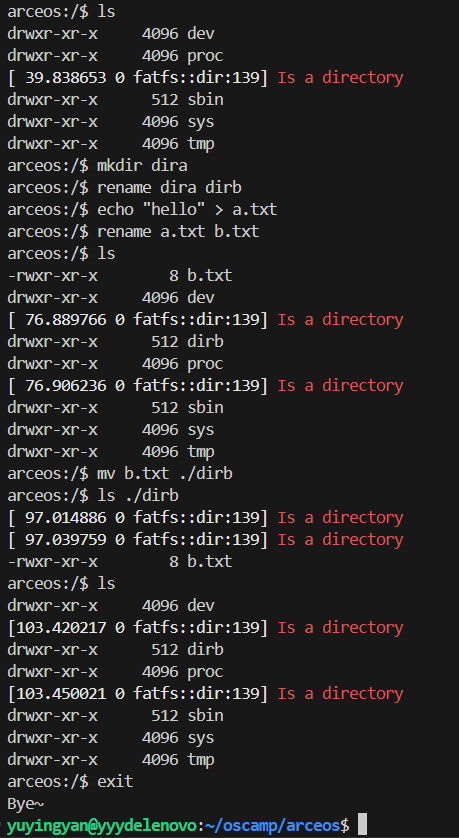 arceos:/$ ls
drwxr-xr-x     4096 dev
drwxr-xr-x     4096 proc
[ 39.838653 0 fatfs::dir:139] Is a directory
drwxr-xr-x      512 sbin
drwxr-xr-x     4096 sys
drwxr-xr-x     4096 tmp
arceos:/$ mkdir dira
arceos:/$ rename dira dirb
arceos:/$ echo "hello" > a.txt
arceos:/$ rename a.txt b.txt
arceos:/$ ls
-rwxr-xr-x        8 b.txt
drwxr-xr-x     4096 dev
[ 76.889766 0 fatfs::dir:139] Is a directory
drwxr-xr-x      512 dirb
drwxr-xr-x     4096 proc
[ 76.906236 0 fatfs::dir:139] Is a directory
drwxr-xr-x      512 sbin
drwxr-xr-x     4096 sys
drwxr-xr-x     4096 tmp
arceos:/$ mv b.txt ./dirb
arceos:/$ ls ./dirb
[ 97.014886 0 fatfs::dir:139] Is a directory
[ 97.039759 0 fatfs::dir:139] Is a directory
-rwxr-xr-x        8 b.txt
arceos:/$ ls
drwxr-xr-x     4096 dev
[103.420217 0 fatfs::dir:139] Is a directory
drwxr-xr-x      512 dirb
drwxr-xr-x     4096 proc
[103.450021 0 fatfs::dir:139] Is a directory
drwxr-xr-x      512 sbin
drwxr-xr-x     4096 sys
drwxr-xr-x     4096 tmp
arceos:/$ exit
Bye~
yuyingyan@yyydelenovo:~/oscamp/arceos$